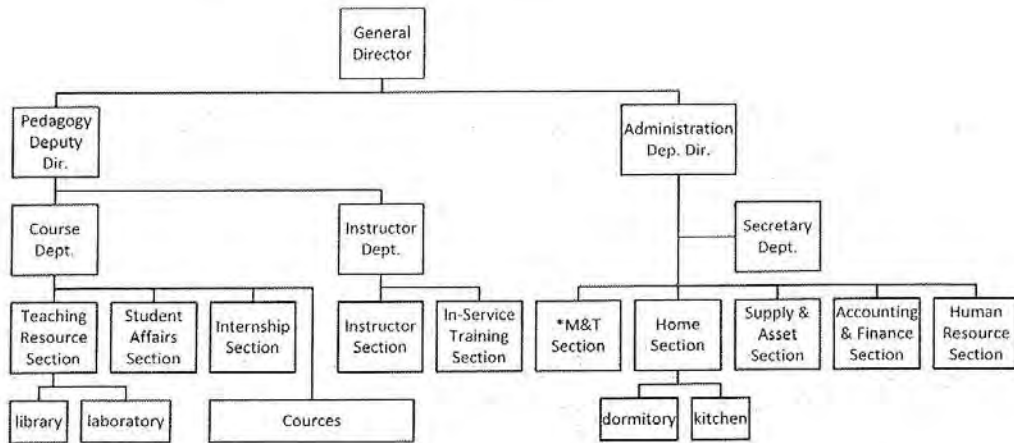 General
Director
Pedagogy
Deputy
Dir.
Administration
Dep. Dir.
Course
Dept.
Instructor
Dept.
Secretary
Dept.
Teaching
Resource
Section
Student
Affairs
Section
Internship
Section
Instructor
Section
In-Service
Training
Section
*M&T
Section
Home
Section
Supply &
Asset
Section
Accounting
& Finance
Section
Human
Resource
Section
library
laboratory
Cources
dormitory
kitchen